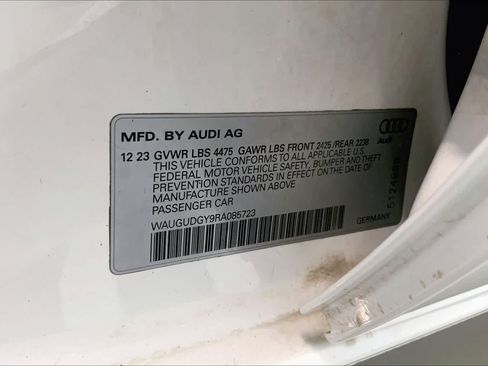 MFD. BY AUDI AG
Audi
12 23 GVWR LBS 4475 GAWR LBS FRONT 2425 /REAR 2238
THIS VEHICLE CONFORMS TO ALL APPLICABLE U.S.
FEDERAL MOTOR VEHICLE SAFETY, BUMPER AND THEFT
PREVENTION STANDARDS IN EFFECT ON THE DATE OF
MANUFACTURE SHOWN ABOVE
PASSENGER CAR
WAUGUDGY9RA085723
GERMANY